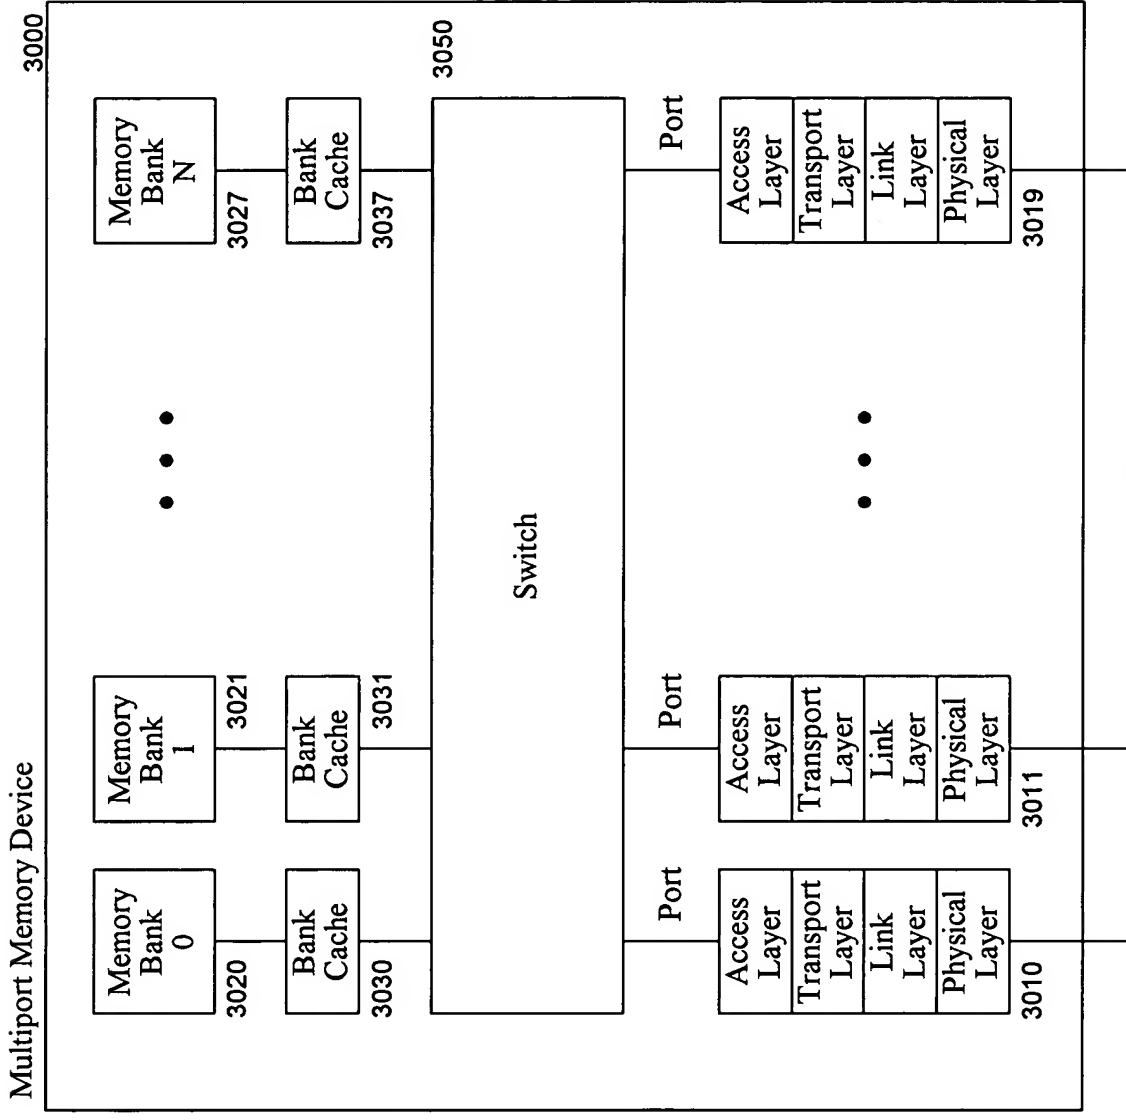 Multiport Memory Device
3000
Memory
Bank
0
3020
Memory
Bank
1
3021
Memory
Bank
N
3027
Bank
Cache
3030
Bank
Cache
3031
Bank
Cache
3037
3050
Switch
Port
Port
Port
Access
Layer
Transport
Layer
Link
Layer
Physical
Layer
3010
Access
Layer
Transport
Layer
Link
Layer
Physical
Layer
3011
Access
Layer
Transport
Layer
Link
Layer
Physical
Layer
3019